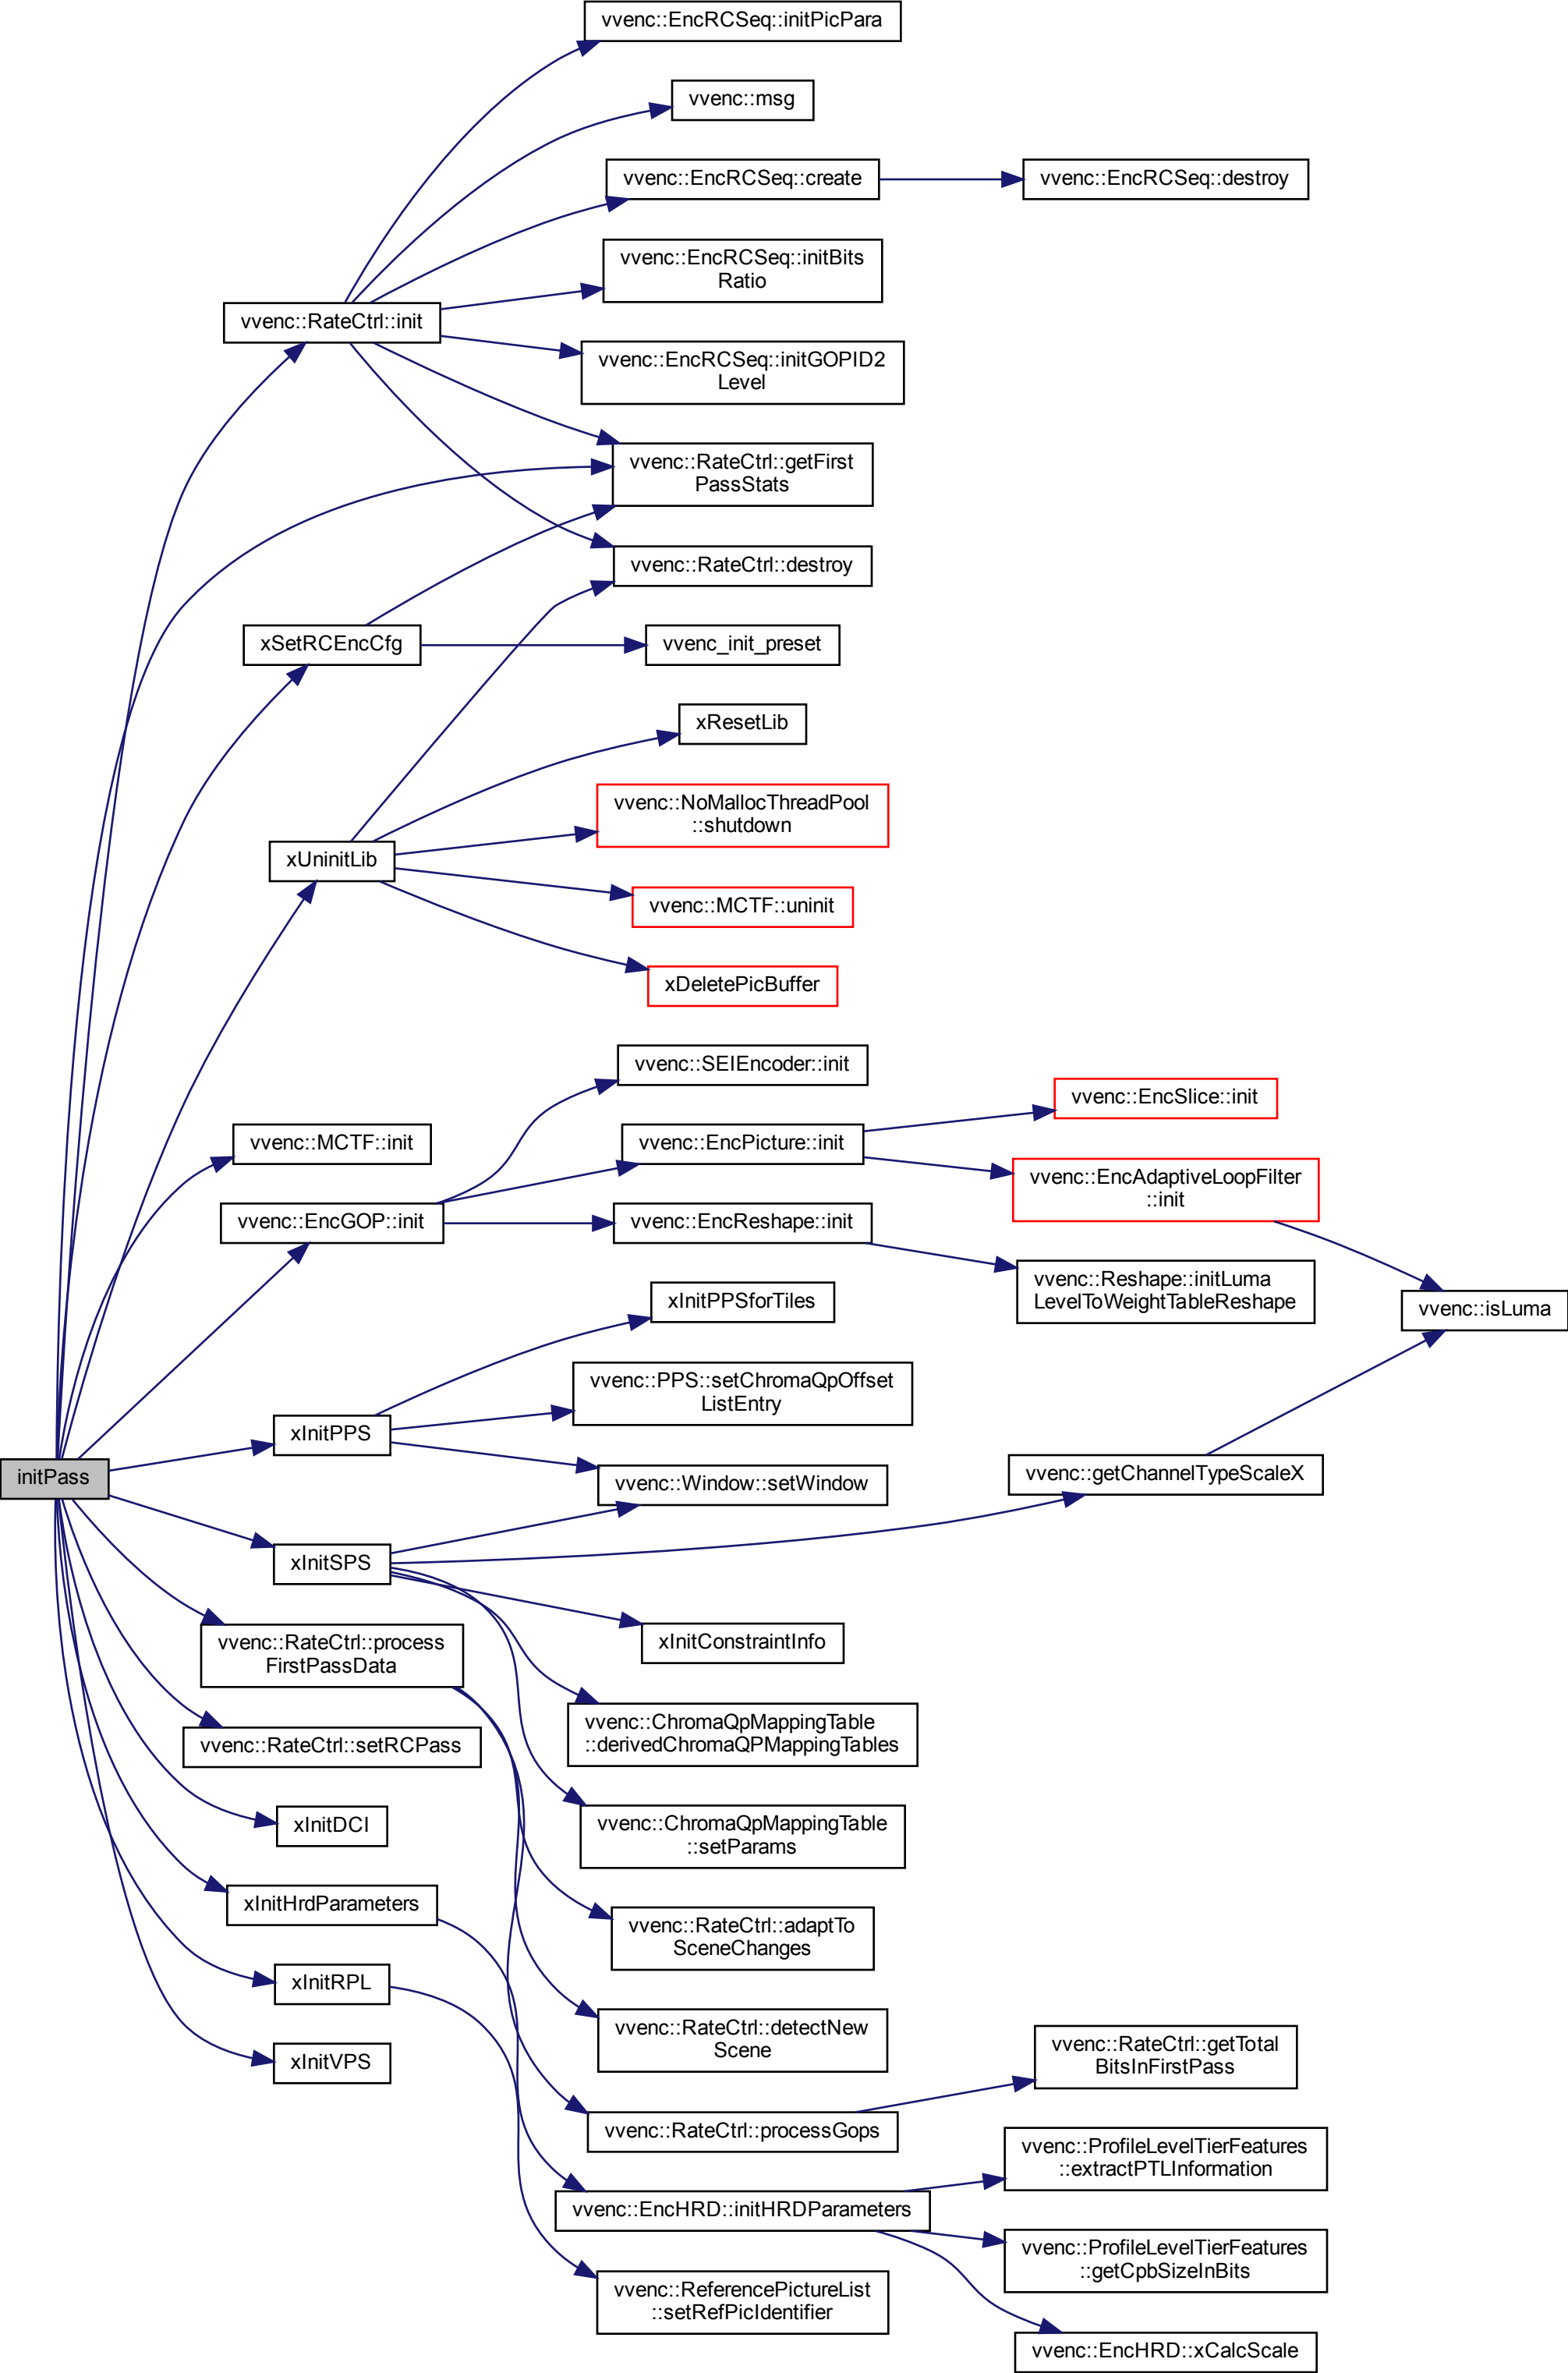 vvenc::EncRCSeq::initPicPara
vvenc::msg
vvenc::EncRCSeq::create
vvenc::EncRCSeq::destroy
vvenc::EncRCSeq::initBits
Ratio
vvenc::RateCtrl::init
vvenc::EncRCSeq::initGOPID2
Level
vvenc::RateCtrl::getFirst
PassStats
vvenc::RateCtrl::destroy
xSetRCEncCfg
vvenc_init_preset
xResetLib
vvenc::NoMallocThreadPool
::shutdown
xUninitLib
vvenc::MCTF::uninit
xDeletePicBuffer
vvenc::SEIEncoder::init
vvenc::EncSlice::init
vvenc::MCTF::init
vvenc::EncPicture::init
vvenc::EncAdaptiveLoopFilter
::init
vvenc::EncGOP::init
vvenc::EncReshape::init
vvenc::Reshape::initLuma
LevelToWeightTableReshape
xInitPPSforTiles
vvenc::isLuma
vvenc::PPS::setChromaQpOffset
ListEntry
xInitPPS
initPass
vvenc::Window::setWindow
vvenc::getChannelTypeScaleX
xInitSPS
xInitConstraintInfo
vvenc::RateCtrl::process
FirstPassData
vvenc::ChromaQpMappingTable
::derivedChromaQPMappingTables
vvenc::RateCtrl::setRCPass
vvenc::ChromaQpMappingTable
::setParams
xInitDCI
xInitHrdParameters
vvenc::RateCtrl::adaptTo
SceneChanges
xInitRPL
vvenc::RateCtrl::detectNew
Scene
xInitVPS
vvenc::RateCtrl::getTotal
BitsInFirstPass
vvenc::RateCtrl::processGops
vvenc::ProfileLevelTierFeatures
::extractPTLInformation
vvenc::EncHRD::initHRDParameters
vvenc::ProfileLevelTierFeatures
::getCpbSizeInBits
vvenc::ReferencePictureList
::setRefPicIdentifier
vvenc::EncHRD::xCalcScale